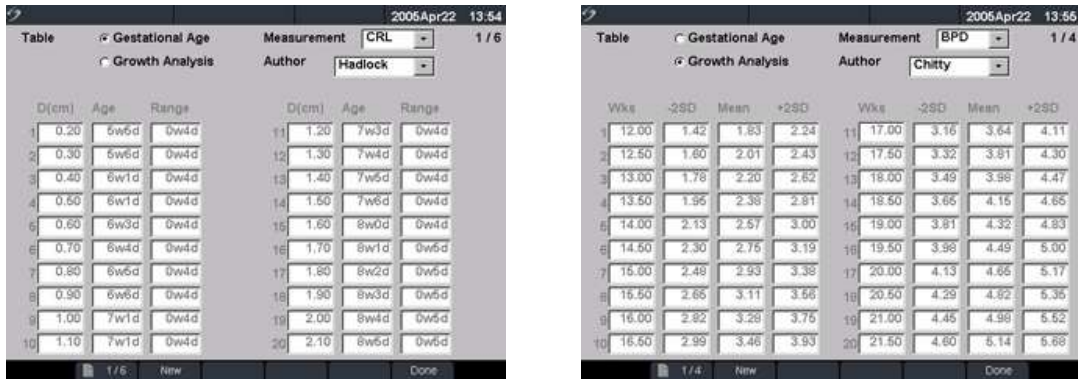 2005Apr22 13:54
Table Gestational Age Measurement CRL 1 / 6
Growth Analysis Author Hadlock
D(cm) Age Range D(cm) Age Range
1 0.20 5w5d 0w4d 11 1.20 7w3d 0w4d
2 0.30 5w6d 0w4d 12 1.30 7w4d 0w4d
3 0.40 6w1d 0w4d 13 1.40 7w5d 0w4d
4 0.50 6w1d 0w4d 14 1.50 7w6d 0w4d
5 0.60 6w3d 0w4d 15 1.60 8w0d 0w4d
6 0.70 6w4d 0w4d 16 1.70 8w1d 0w5d
7 0.80 6w5d 0w4d 17 1.80 8w2d 0w5d
8 0.90 6w6d 0w4d 18 1.90 8w3d 0w5d
9 1.00 7w1d 0w4d 19 2.00 8w4d 0w5d
10 1.10 7w1d 0w4d 20 2.10 8w5d 0w5d
1/6 New Done
2005Apr22 13:55
Table Gestational Age Measurement BPD 1 / 4
Growth Analysis Author Chitty
Wks -2SD Mean +2SD Wks -2SD Mean +2SD
1 12.00 1.42 1.83 2.24 11 17.00 3.16 3.64 4.11
2 12.50 1.60 2.01 2.43 12 17.50 3.32 3.81 4.30
3 13.00 1.78 2.20 2.62 13 18.00 3.49 3.98 4.47
4 13.50 1.95 2.38 2.81 14 18.50 3.65 4.15 4.65
5 14.00 2.13 2.57 3.00 15 19.00 3.81 4.32 4.83
6 14.50 2.30 2.75 3.19 16 19.50 3.98 4.49 5.00
7 15.00 2.48 2.93 3.38 17 20.00 4.13 4.65 5.17
8 15.50 2.65 3.11 3.56 18 20.50 4.29 4.82 5.35
9 16.00 2.82 3.28 3.75 19 21.00 4.45 4.98 5.52
10 16.50 2.99 3.46 3.93 20 21.50 4.60 5.14 5.68
1/4 New Done